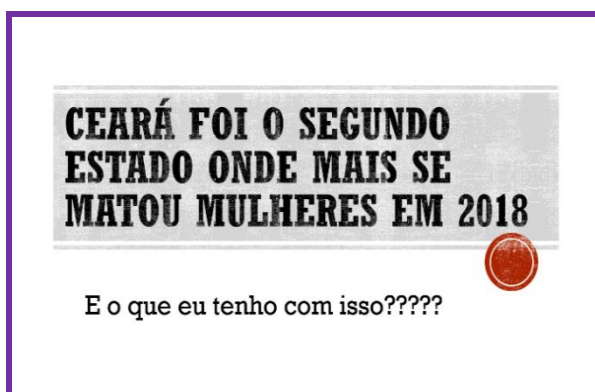 CEARÁ FOI O SEGUNDO
ESTADO ONDE MAIS SE
MATOU MULHERES EM 2018
E o que eu tenho com isso?????